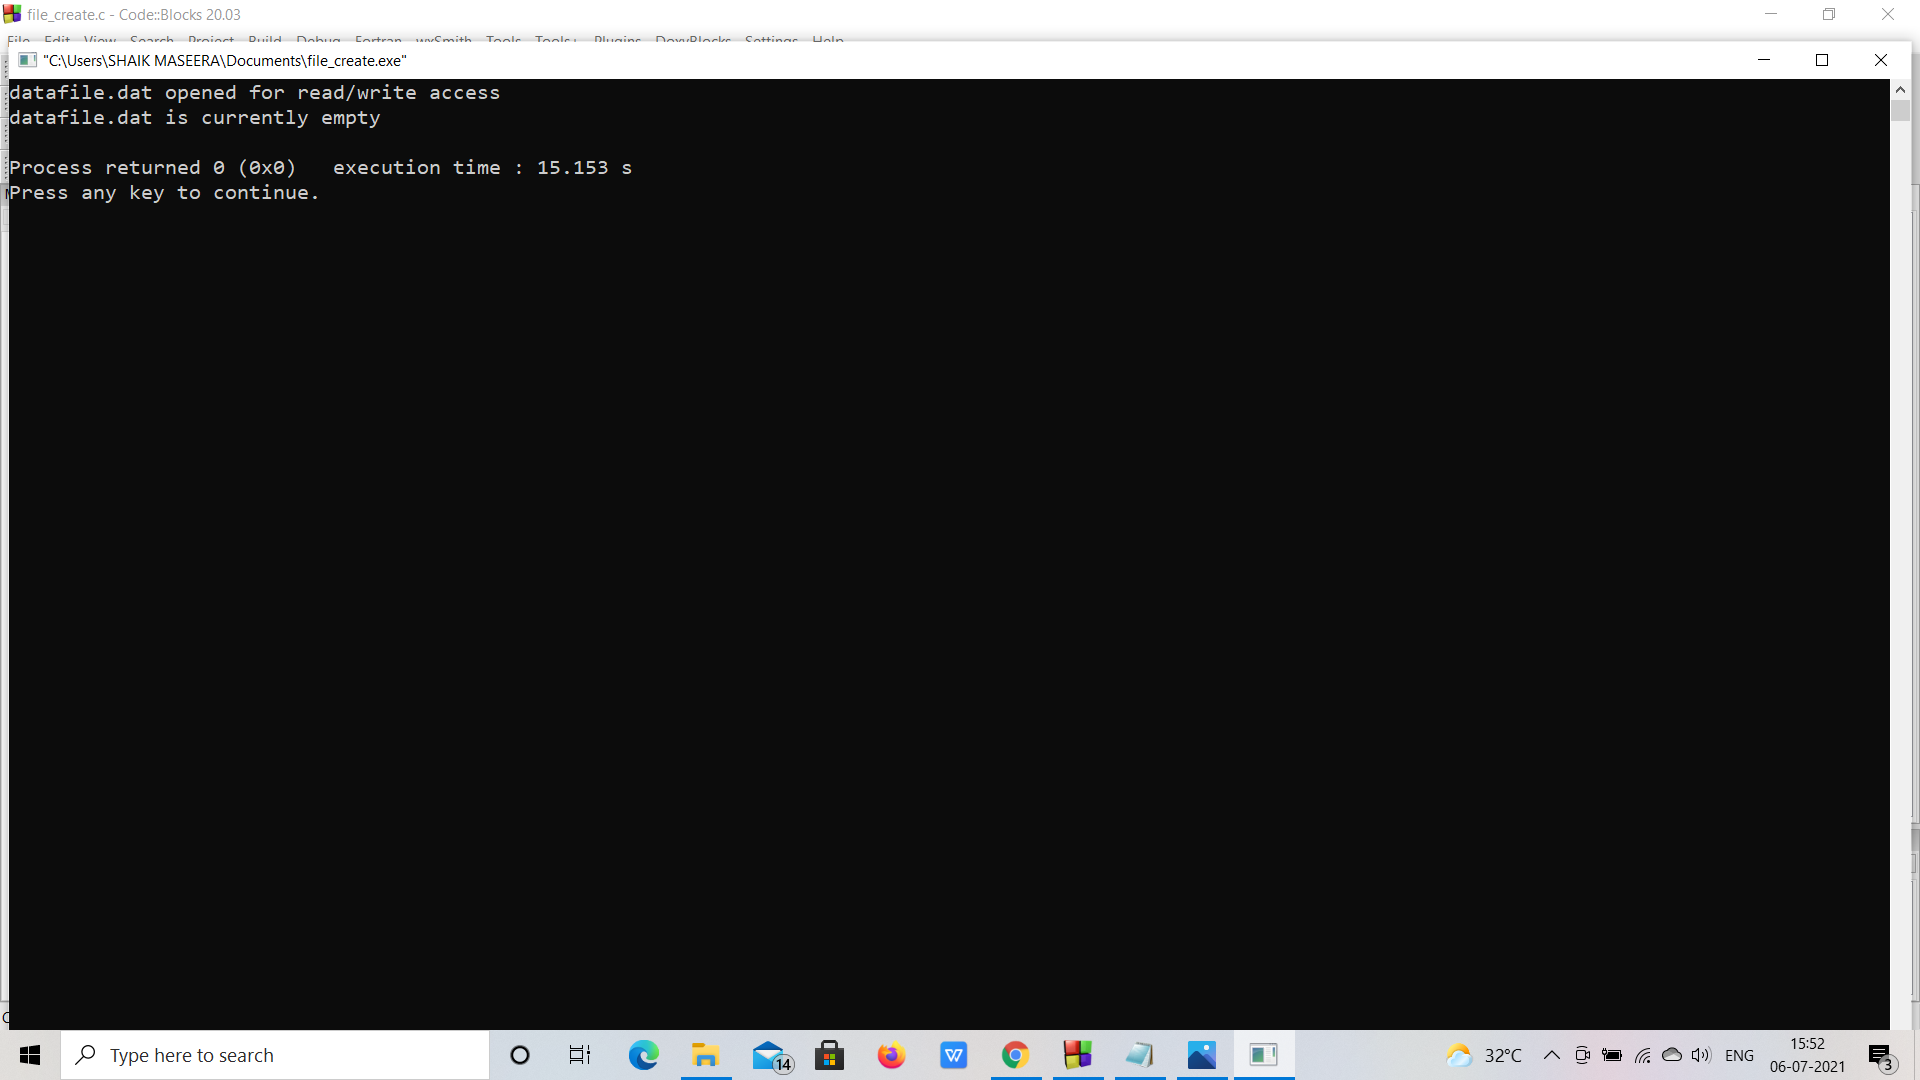 file_create.c - Code::Blocks 20.03
File Edit View Search Project Build Debug Fortran wxSmith Tools Tools+ Plugins DoxyBlocks Settings Help
"C:\Users\SHAIK MASEERA\Documents\file_create.exe"
datafile.dat opened for read/write access
datafile.dat is currently empty
Process returned 0 (0x0)   execution time : 15.153 s
Press any key to continue.
Type here to search
14
W
32°C
ENG
15:52
06-07-2021
3